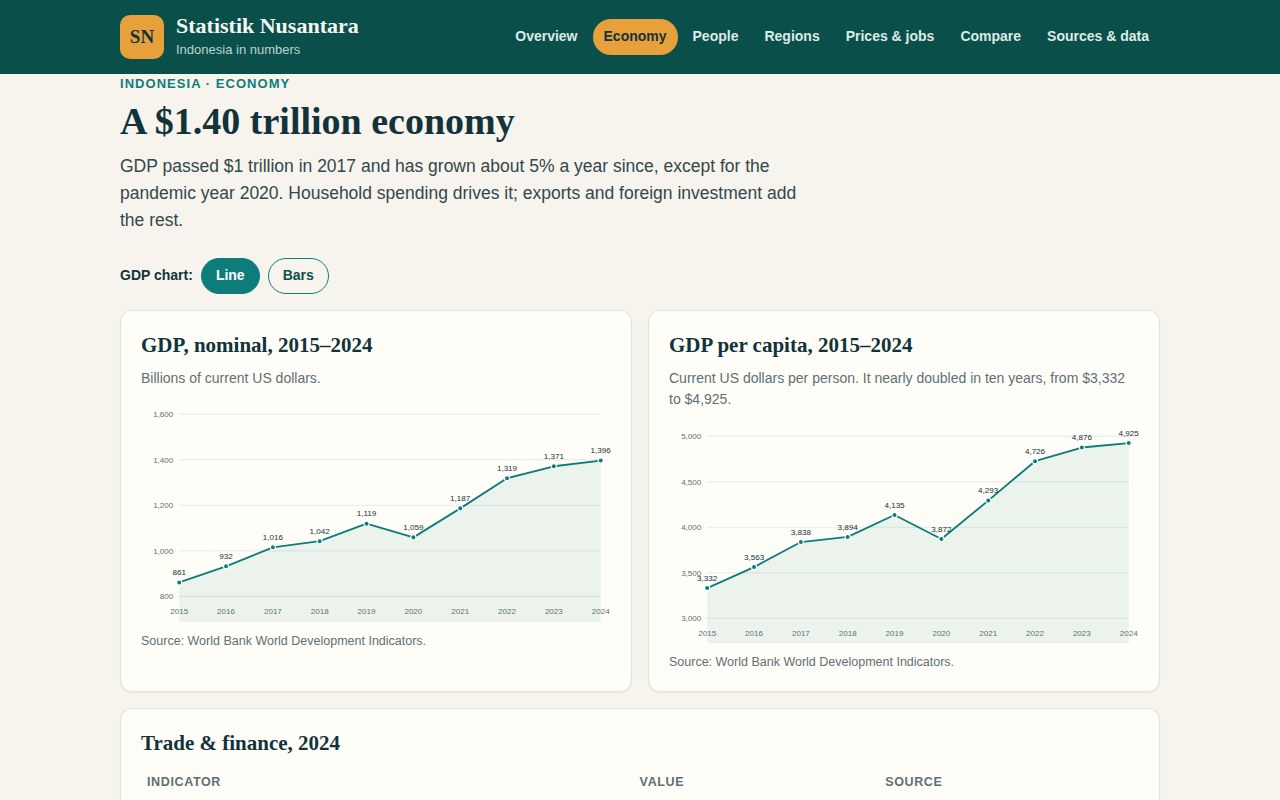 SN
Statistik Nusantara
Indonesia in numbers
Overview
Economy
People
Regions
Prices & jobs
Compare
Sources & data
INDONESIA · ECONOMY
A $1.40 trillion economy
GDP passed $1 trillion in 2017 and has grown about 5% a year since, except for the
pandemic year 2020. Household spending drives it; exports and foreign investment add
the rest.
GDP chart:
Line
Bars
GDP, nominal, 2015–2024
Billions of current US dollars.
1,600
1,400
1,200
1,000
800
861
932
1,016
1,042
1,119
1,059
1,187
1,319
1,371
1,396
2015 2016 2017 2018 2019 2020 2021 2022 2023 2024
Source: World Bank World Development Indicators.
GDP per capita, 2015–2024
Current US dollars per person. It nearly doubled in ten years, from $3,332
to $4,925.
5,000
4,500
4,000
3,500
3,000
3,332
3,563
3,838
3,894
4,135
3,872
4,293
4,726
4,876
4,925
2015 2016 2017 2018 2019 2020 2021 2022 2023 2024
Source: World Bank World Development Indicators.
Trade & finance, 2024
INDICATOR VALUE SOURCE